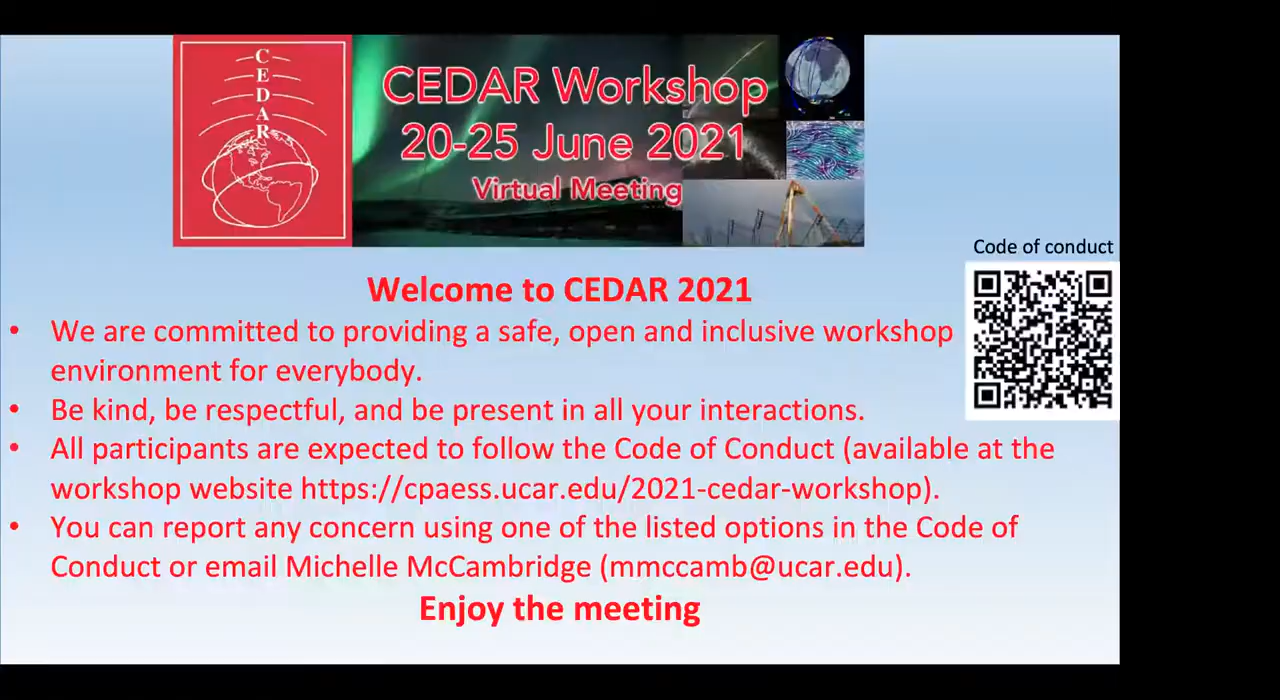 CEDAR
CEDAR Workshop
20-25 June 2021
Virtual Meeting
Code of conduct
Welcome to CEDAR 2021
• We are committed to providing a safe, open and inclusive workshop
environment for everybody.
• Be kind, be respectful, and be present in all your interactions.
• All participants are expected to follow the Code of Conduct (available at the
workshop website https://cpaess.ucar.edu/2021-cedar-workshop).
• You can report any concern using one of the listed options in the Code of
Conduct or email Michelle McCambridge (mmccamb@ucar.edu).
Enjoy the meeting